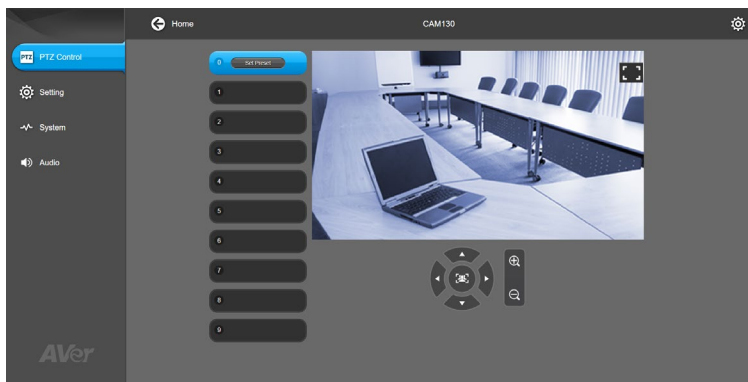 Home
CAM130
PTZ PTZ Control
Setting
System
Audio
0 Set Preset
1
2
3
4
5
6
7
8
9
AVer